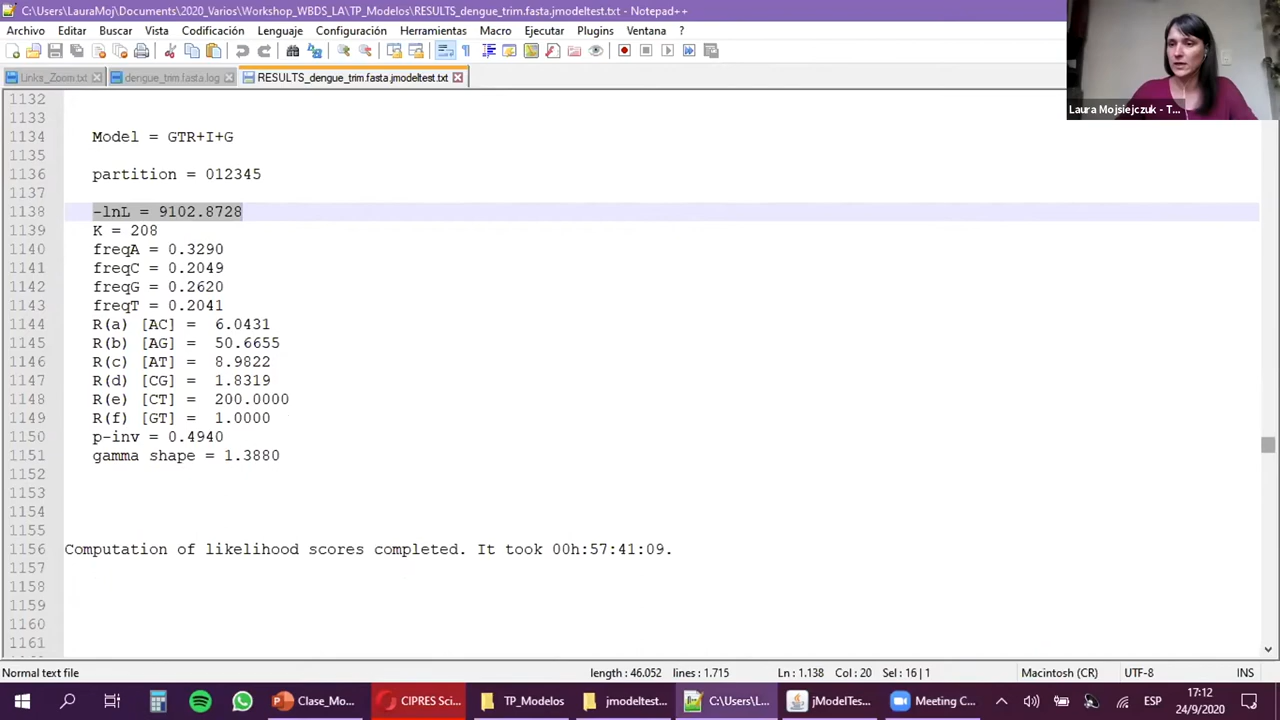 C:\Users\LauraMoj\Documents\2020_Varios\Workshop_WBDS_LA\TP_Modelos\RESULTS_dengue_trim.fasta.jmodeltest.txt - Notepad++
Archivo Editar Buscar Vista Codificación Lenguaje Configuración Herramientas Macro Ejecutar Plugins Ventana ?
Links_Zoom.txt dengue_trim.fasta.log RESULTS_dengue_trim.fasta.jmodeltest.txt
Laura Mojsiejczuk - T...
1132
1133
1134 Model = GTR+I+G
1135
1136 partition = 012345
1137
1138 -lnL = 9102.8728
1139 K = 208
1140 freqA = 0.3290
1141 freqC = 0.2049
1142 freqG = 0.2620
1143 freqT = 0.2041
1144 R(a) [AC] = 6.0431
1145 R(b) [AG] = 50.6655
1146 R(c) [AT] = 8.9822
1147 R(d) [CG] = 1.8319
1148 R(e) [CT] = 200.0000
1149 R(f) [GT] = 1.0000
1150 p-inv = 0.4940
1151 gamma shape = 1.3880
1152
1153
1154
1155
1156 Computation of likelihood scores completed. It took 00h:57:41:09.
1157
1158
1159
1160
1161
Normal text file length : 46.052 lines : 1.715 Ln : 1.138 Col : 20 Sel : 16 | 1 Macintosh (CR) UTF-8 INS
Clase_Mo... CIPRES Sci... TP_Modelos jmodeltest... C:\Users\L... jModelTes... Meeting C... ESP 17:12
24/9/2020